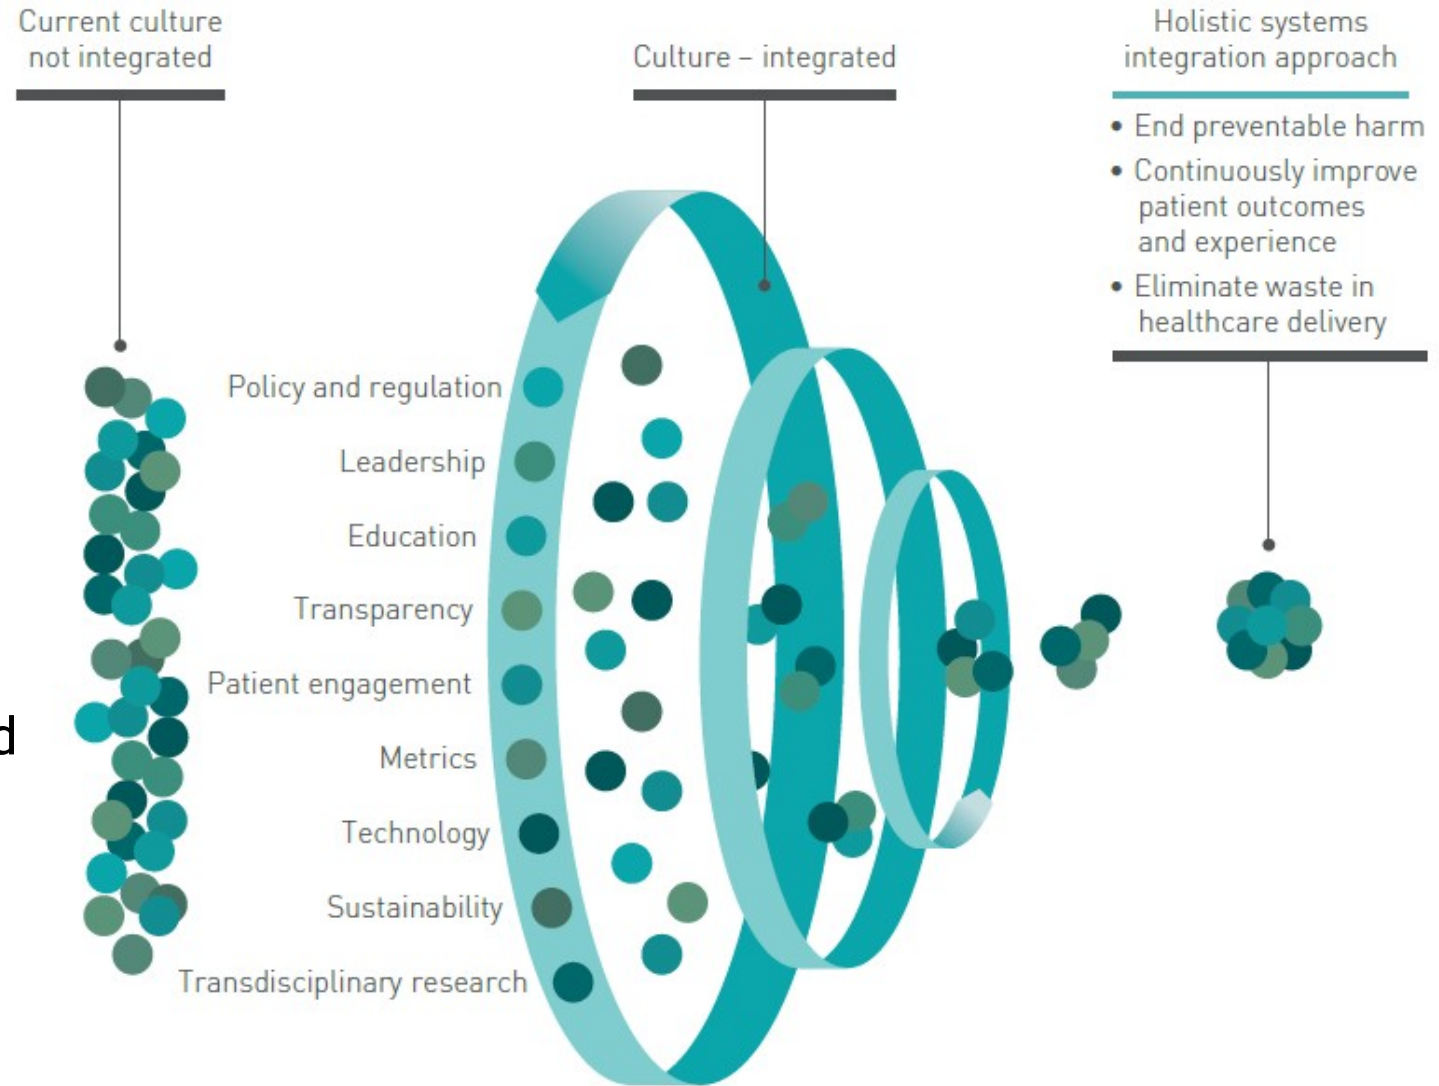 Current culture
not integrated
Culture – integrated
Holistic systems
integration approach
• End preventable harm
• Continuously improve
patient outcomes
and experience
• Eliminate waste in
healthcare delivery
Policy and regulation
Leadership
Education
Transparency
Patient engagement
d
Metrics
Technology
Sustainability
Transdisciplinary research